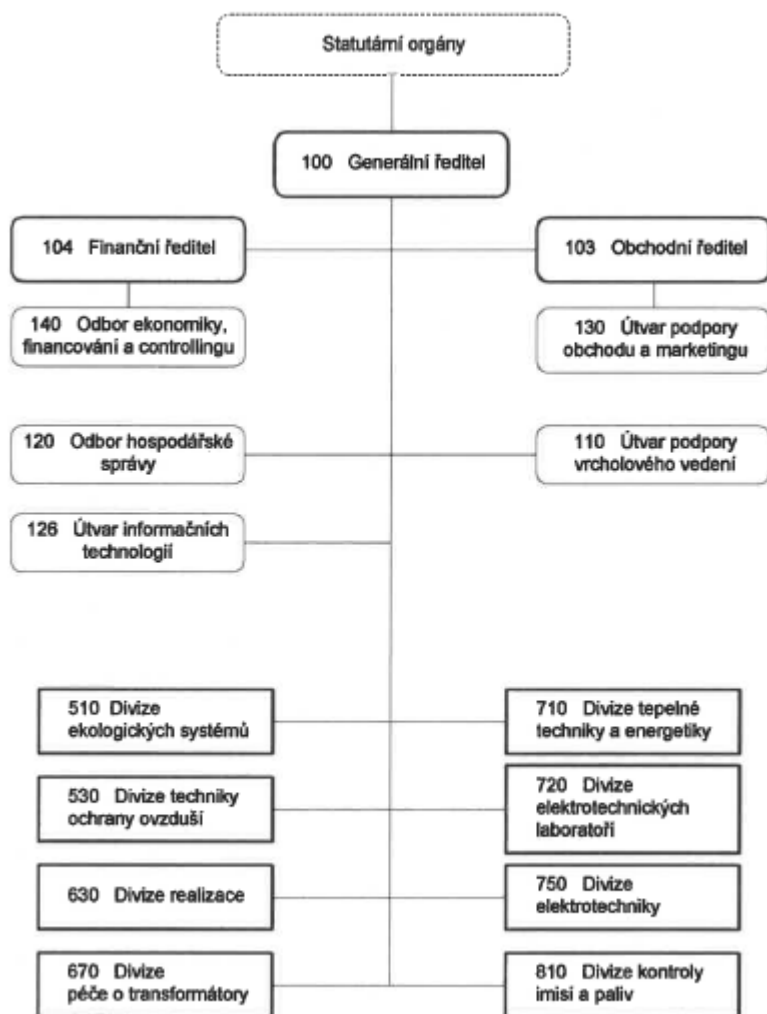 Statutární orgány
100 Generální ředitel
104 Finanční ředitel
103 Obchodní ředitel
140 Odbor ekonomiky,
financování a controllingu
130 Útvar podpory
obchodu a marketingu
120 Odbor hospodářské
správy
110 Útvar podpory
vrcholového vedení
126 Útvar informačních
technologií
510 Divize
ekologických systémů
710 Divize tepelné
techniky a energetiky
530 Divize techniky
ochrany ovzduší
720 Divize
elektrotechnických
laboratoří
630 Divize realizace
750 Divize
elektrotechniky
670 Divize
péče o transformátory
810 Divize kontroly
imisí a paliv